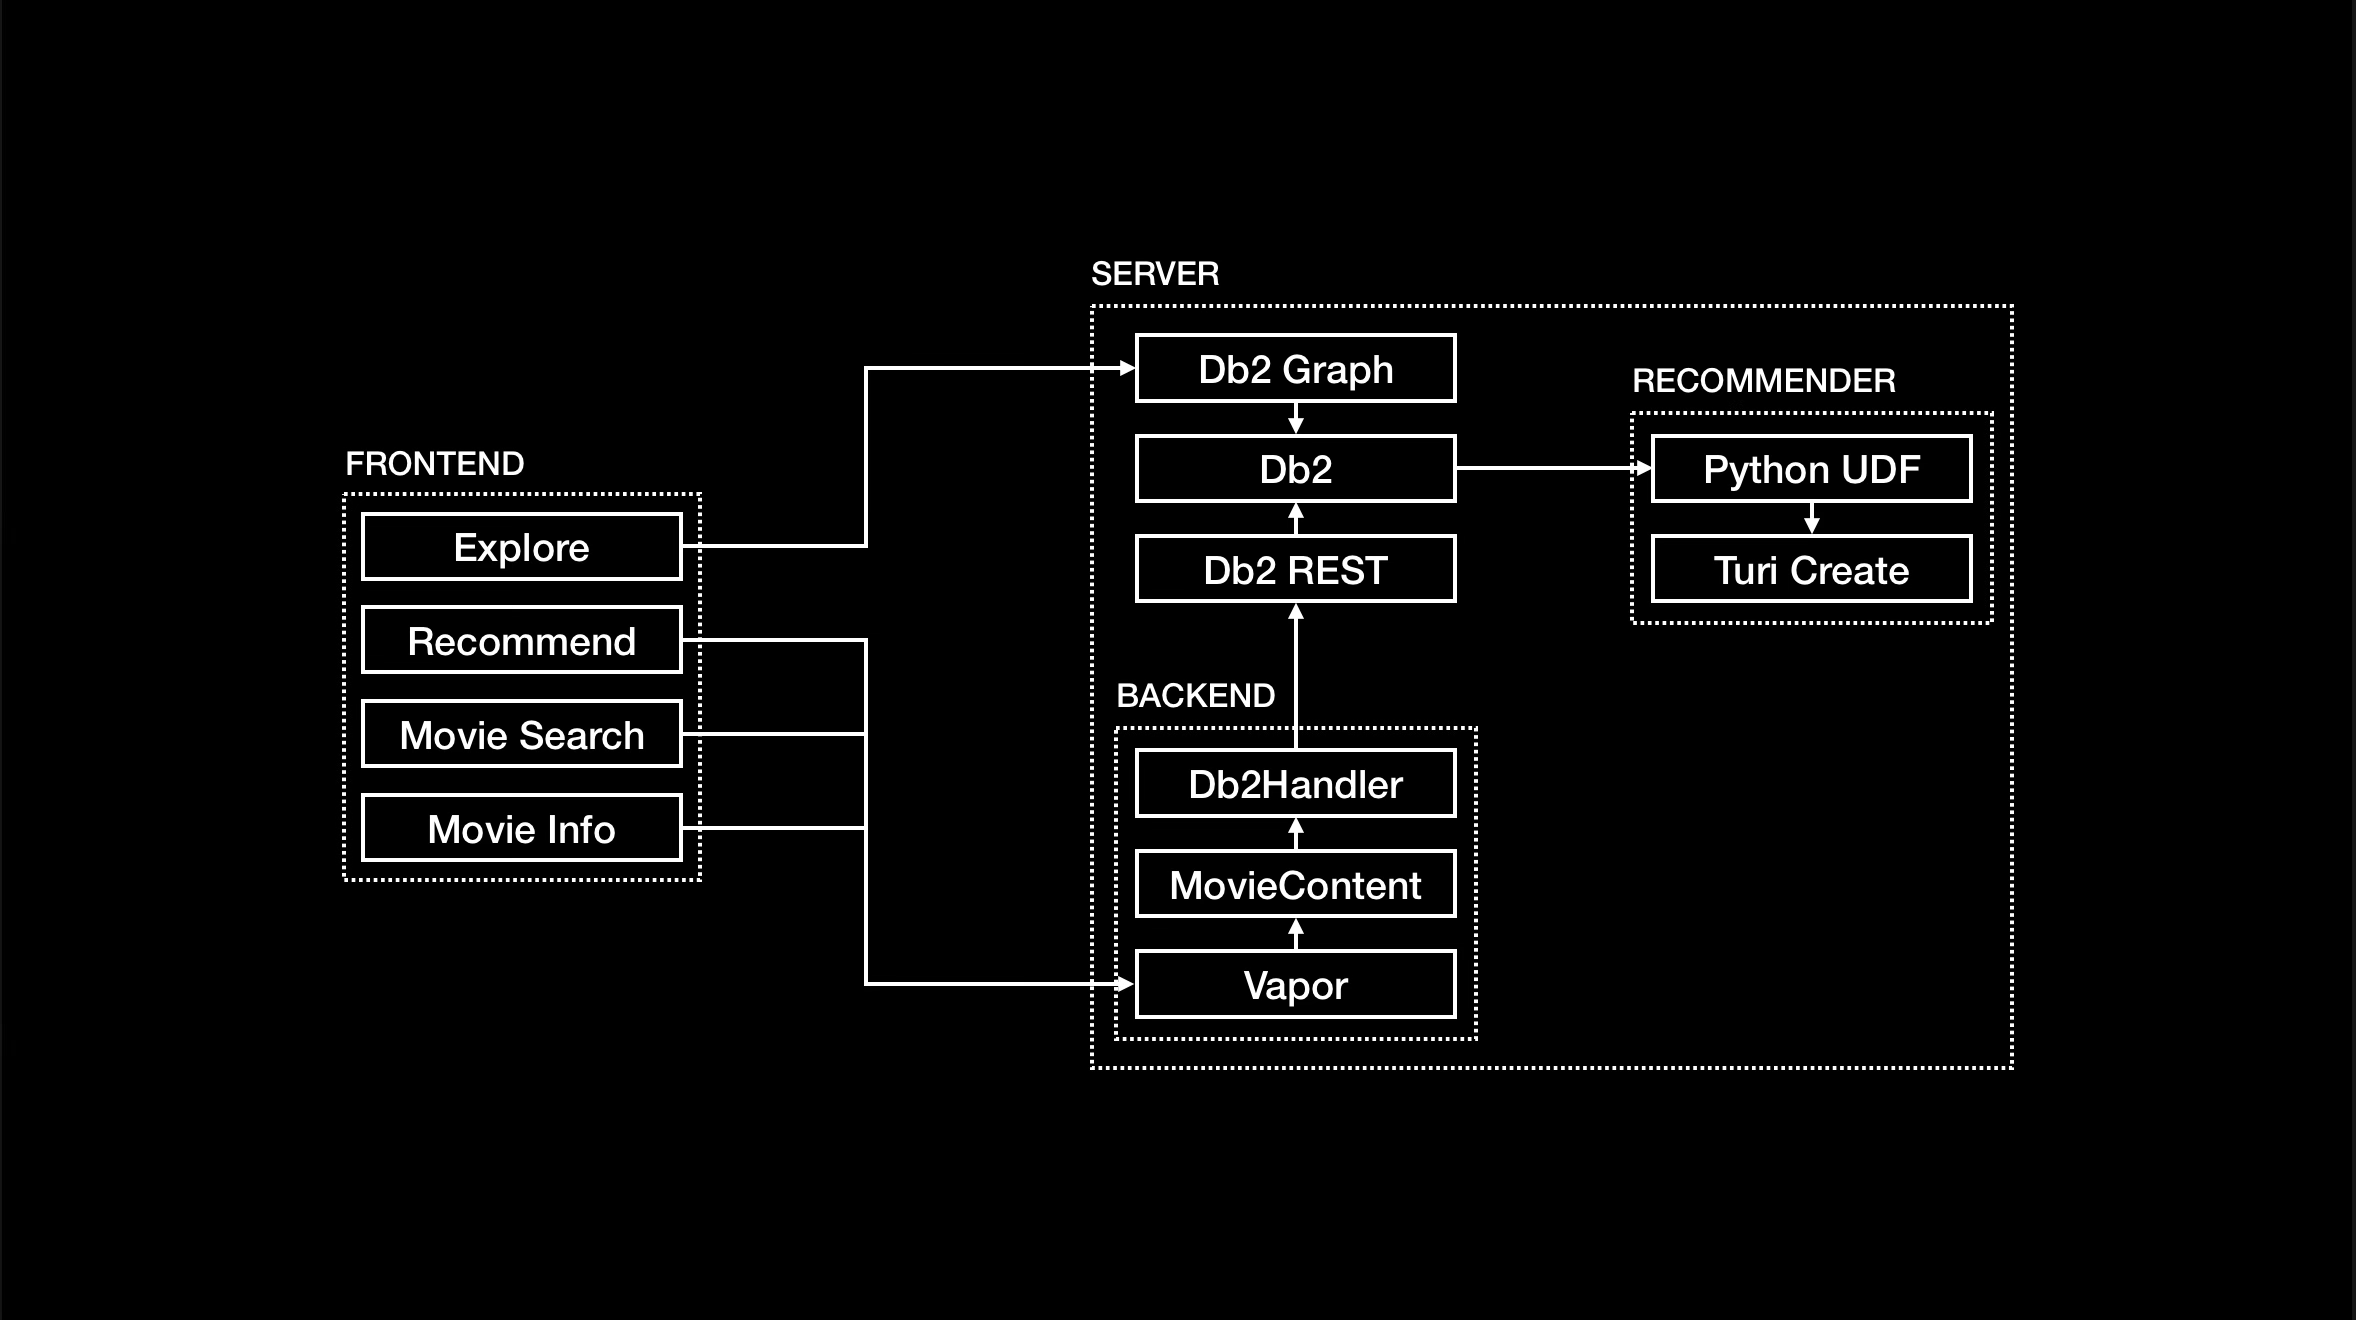 SERVER
Db2 Graph
RECOMMENDER
FRONTEND
Db2
Python UDF
Explore
Db2 REST
Turi Create
Recommend
BACKEND
Movie Search
Db2Handler
Movie Info
MovieContent
Vapor